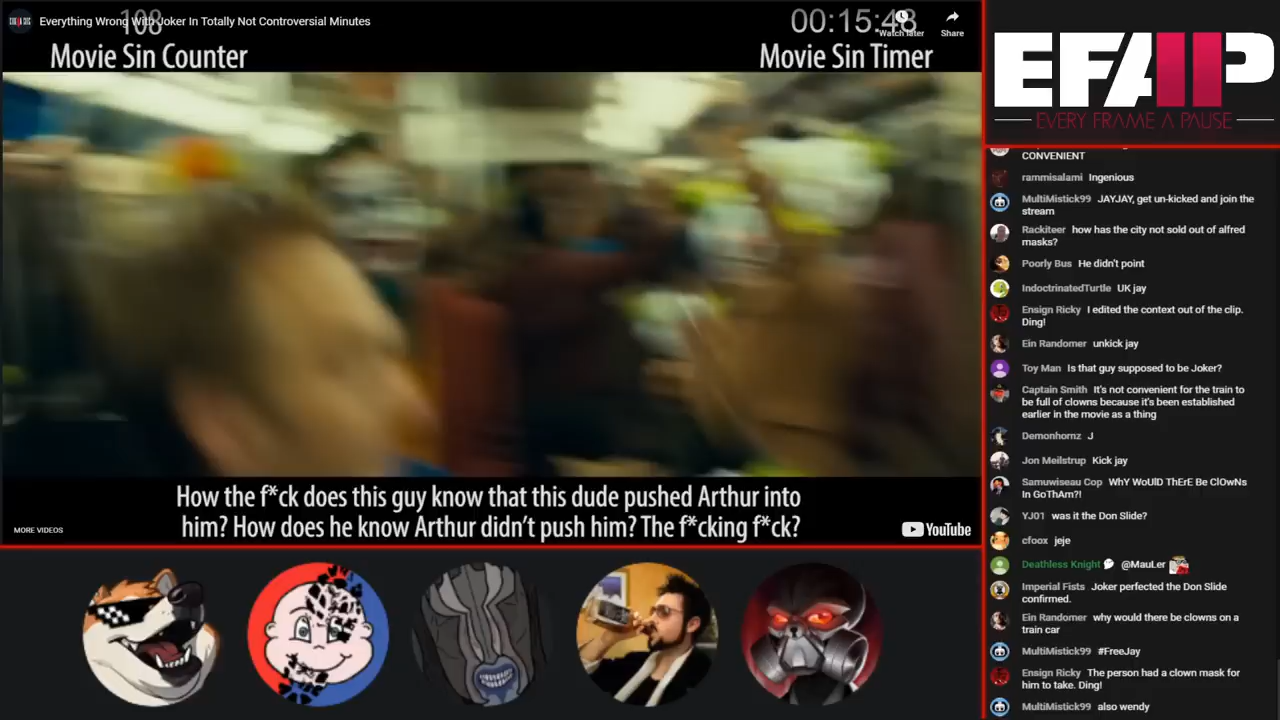 Everything Wrong With Joker In Totally Not Controversial Minutes
108
Movie Sin Counter
00:15:48
Watch later
Share
Movie Sin Timer
How the f*ck does this guy know that this dude pushed Arthur into
him? How does he know Arthur didn't push him? The f*cking f*ck?
MORE VIDEOS
YouTube
EFAP
EVERY FRAME A PAUSE
CONVENIENT
rammisalami Ingenious
MultiMistick99 JAYJAY, get un-kicked and join the
stream
Rackiteer how has the city not sold out of alfred
masks?
Poorly Bus He didn't point
IndoctrinatedTurtle UK jay
Ensign Ricky I edited the context out of the clip.
Ding!
Ein Randomer unkick jay
Toy Man Is that guy supposed to be Joker?
Captain Smith It's not convenient for the train to
be full of clowns because it's been established
earlier in the movie as a thing
Demonhornz J
Jon Meilstrup Kick jay
Samuwiseau Cop WhY WoUlD ThErE Be ClOwNs
In GoThAm?!
YJ01 was it the Don Slide?
cfoox jeje
Deathless Knight @MauLer
Imperial Fists Joker perfected the Don Slide
confirmed.
Ein Randomer why would there be clowns on a
train car
MultiMistick99 #FreeJay
Ensign Ricky The person had a clown mask for
him to take. Ding!
MultiMistick99 also wendy